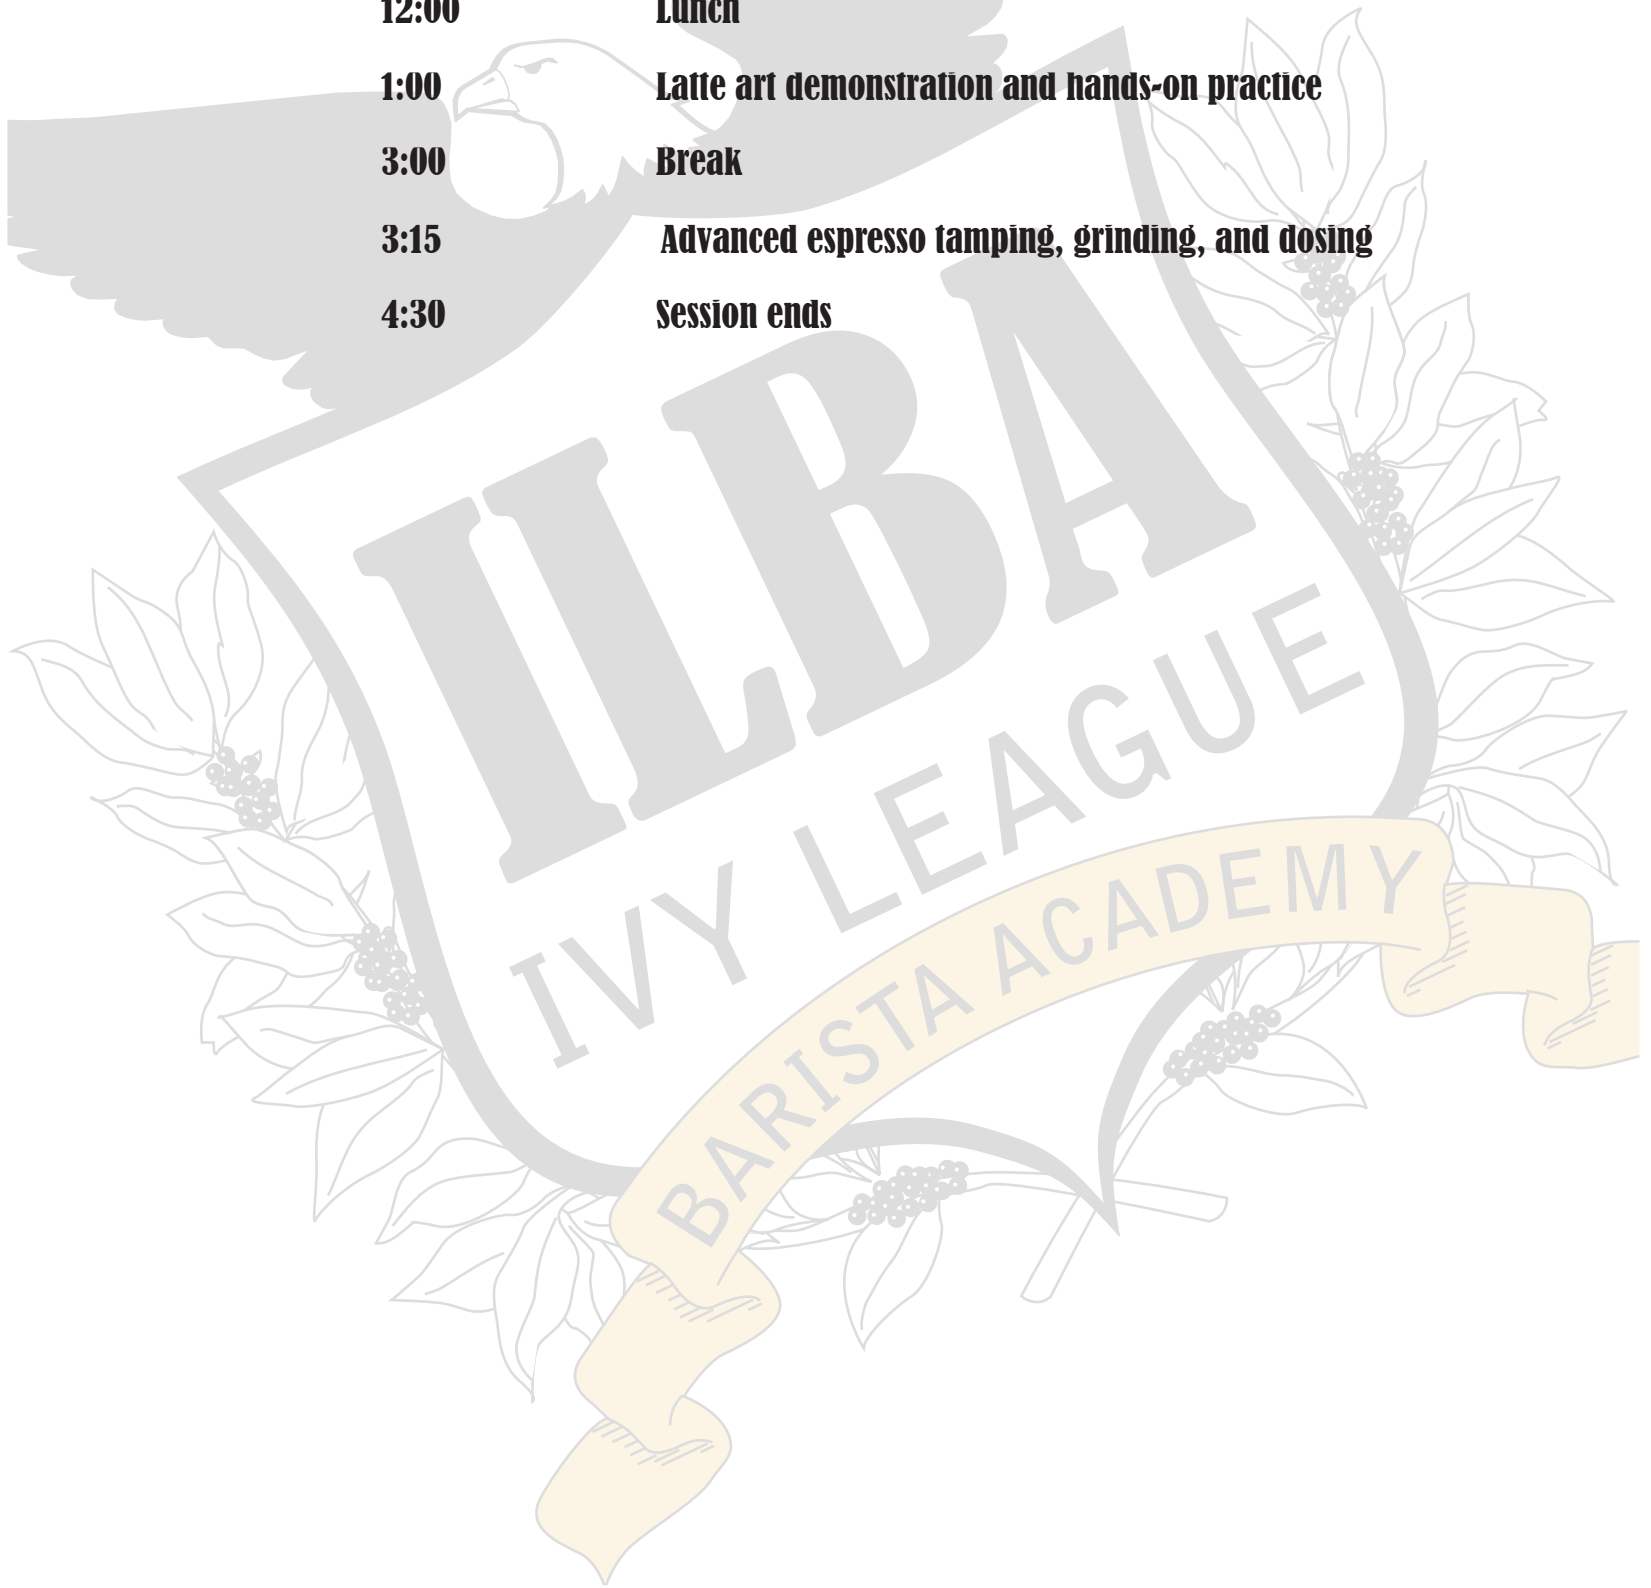 12:00 Lunch
1:00 Latte art demonstration and hands-on practice
3:00 Break
3:15 Advanced espresso tamping, grinding, and dosing
4:30 Session ends
ILBA
IVY LEAGUE
BARISTA ACADEMY